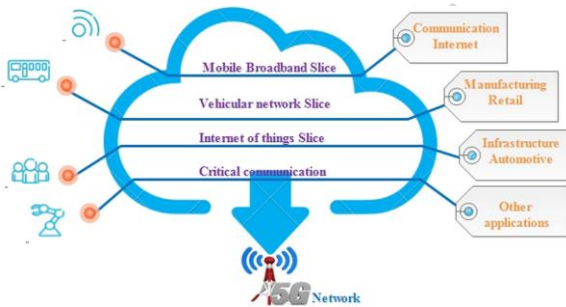 Communication
Internet
Mobile Broadband Slice
Manufacturing
Retail
Vehicular network Slice
Internet of things Slice
Infrastructure
Automotive
Critical communication
Other
applications
5G Network